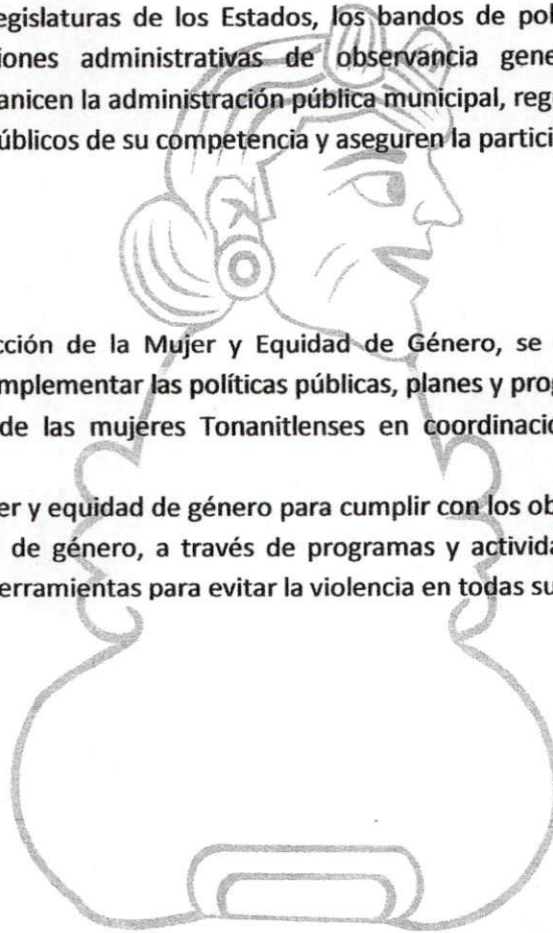 egislaturas de los Estados, los bandos de pol
iones administrativas de observancia gene
anicen la administración pública municipal, reg
úblicos de su competencia y aseguren la partici
cción de la Mujer y Equidad de Género, se
mplementar las políticas públicas, planes y pro
de las mujeres Tonanitlenses en coordinacio
er y equidad de género para cumplir con los ob
de género, a través de programas y activida
erramientas para evitar la violencia en todas su